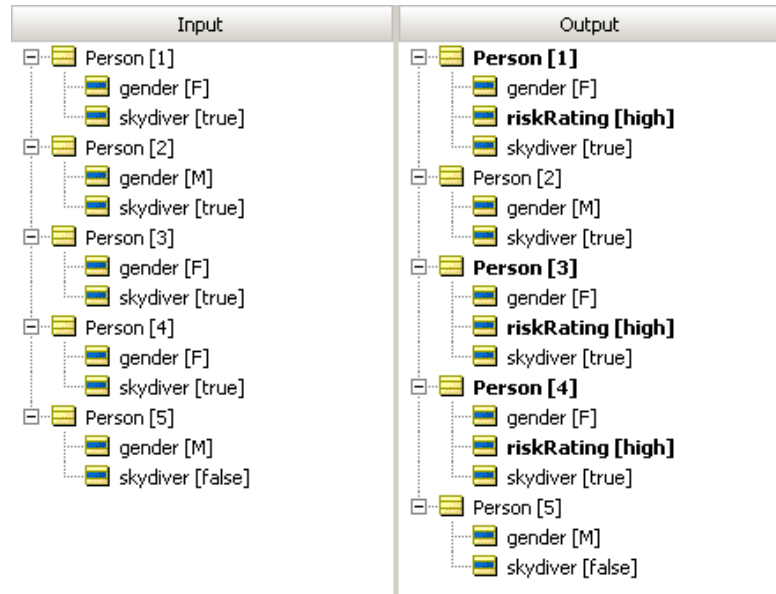 Input
Person [1]
gender [F]
skydiver [true]
Person [2]
gender [M]
skydiver [true]
Person [3]
gender [F]
skydiver [true]
Person [4]
gender [F]
skydiver [true]
Person [5]
gender [M]
skydiver [false]
Output
Person [1]
gender [F]
riskRating [high]
skydiver [true]
Person [2]
gender [M]
skydiver [true]
Person [3]
gender [F]
riskRating [high]
skydiver [true]
Person [4]
gender [F]
riskRating [high]
skydiver [true]
Person [5]
gender [M]
skydiver [false]